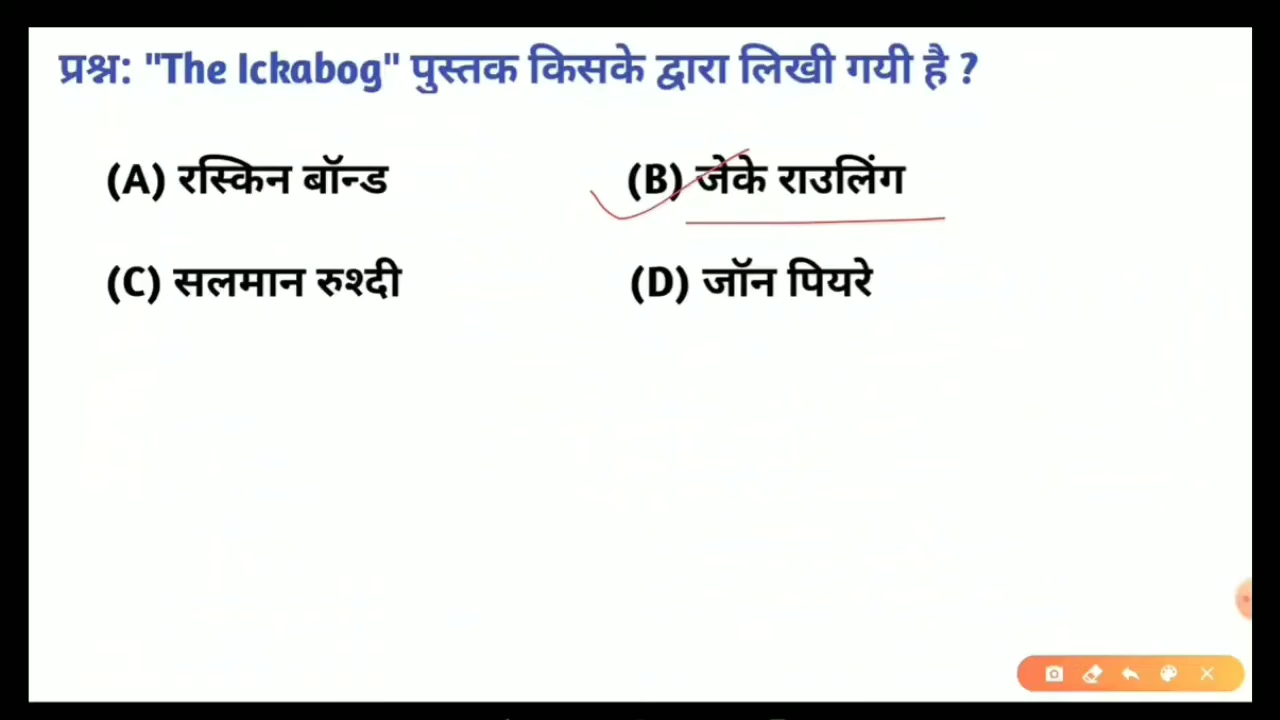 प्रश्न: "The Ickabog" पुस्तक किसके द्वारा लिखी गयी है ?
(A) रस्किन बॉन्ड (B) जेके राउलिंग
(C) सलमान रुश्दी (D) जॉन पियरे